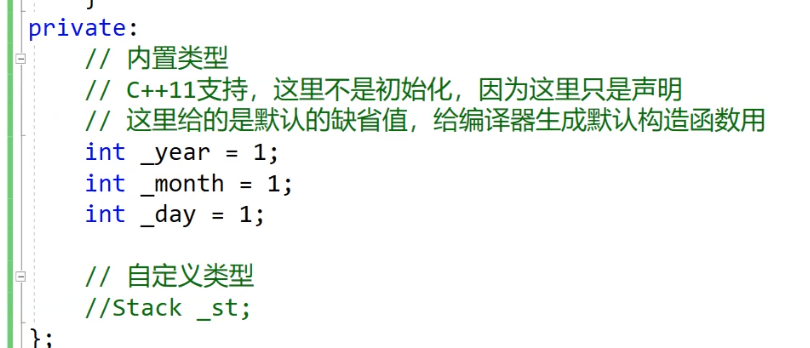 }
private:
// 内置类型
// C++11支持，这里不是初始化，因为这里只是声明
// 这里给的是默认的缺省值，给编译器生成默认构造函数用
int _year = 1;
int _month = 1;
int _day = 1;
// 自定义类型
//Stack _st;
};